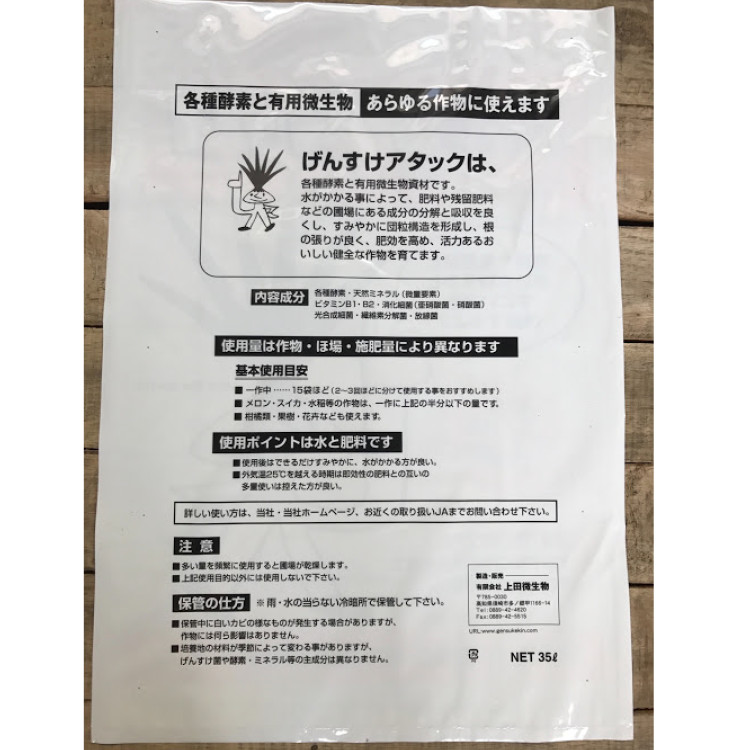 各種酵素と有用微生物 あらゆる作物に使えます
げんすけアタックは、
各種酵素と有用微生物資材です。
水がかかる事によって、肥料や残留肥料
などの圃場にある成分の分解と吸収を良
くし、すみやかに団粒構造を形成し、根
の張りが良く、肥効を高め、活力あるお
いしい健全な作物を育てます。
内容成分
各種酵素・天然ミネラル（微量要素）
ビタミンB1・B2・消化細菌（亜硝酸菌・硝酸菌）
光合成細菌・繊維素分解菌・放線菌
使用量は作物・ほ場・施肥量により異なります
基本使用目安
■ 一作中 ……15袋ほど（2〜3回ほどに分けて使用する事をおすすめします）
■ メロン・スイカ・水稲等の作物は、一作に上記の半分以下の量です。
■ 柑橘類・果樹・花卉なども使えます。
使用ポイントは水と肥料です
■ 使用後はできるだけすみやかに、水がかかる方が良い。
■ 外気温25℃を越える時期は即効性の肥料との互いの
多量使いは控えた方が良い。
詳しい使い方は、当社・当社ホームページ、お近くの取り扱いJAまでお問い合わせ下さい。
注 意
■ 多い量を頻繁に使用すると圃場が乾燥します。
■ 上記使用目的以外には使用しないで下さい。
保管の仕方 ※ 雨・水の当らない冷暗所で保管して下さい。
■ 保管中に白いカビの様なものが発生する場合がありますが、
作物には何ら影響はありません。
■ 培養地の材料が季節によって変わる事がありますが、
げんすけ菌や酵素・ミネラル等の主成分は異なりません。
製造・販売
有限会社 上田微生物
〒785-0030
高知県須崎市多ノ郷甲1166-14
Tel:0889-42-4620
Fax:0889-42-5515
URL:www.gensukekin.com
NET 35ℓ